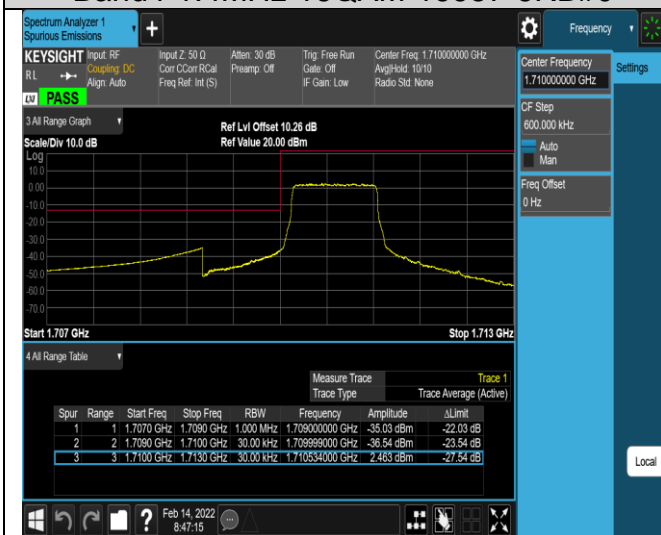 Spectrum Analyzer 1
Spurious Emissions
Frequency
KEYSIGHT
RL
Input: RF
Coupling: DC
Align: Auto
Input Z: 50 Ω
Corr CCorr RCal
Freq Ref: Int (S)
Atten: 30 dB
Preamp: Off
Trig: Free Run
Gate: Off
IF Gain: Low
Center Freq: 1.710000000 GHz
Avg|Hold: 10/10
Radio Std: None
LXI PASS
Center Frequency
1.710000000 GHz
Settings
CF Step
600.000 kHz
Auto
Man
Freq Offset
0 Hz
3 All Range Graph
Scale/Div 10.0 dB
Ref Lvl Offset 10.26 dB
Ref Value 20.00 dBm
Log
10.0
0.00
-10.0
-20.0
-30.0
-40.0
-50.0
-60.0
-70.0
Start 1.707 GHz
Stop 1.713 GHz
4 All Range Table
Measure Trace Trace 1
Trace Type Trace Average (Active)
Spur Range Start Freq Stop Freq RBW Frequency Amplitude ΔLimit
1 1 1.7070 GHz 1.7090 GHz 1.000 MHz 1.709000000 GHz -35.03 dBm -22.03 dB
2 2 1.7090 GHz 1.7100 GHz 30.00 kHz 1.709999000 GHz -36.54 dBm -23.54 dB
3 3 1.7100 GHz 1.7130 GHz 30.00 kHz 1.710534000 GHz 2.463 dBm -27.54 dB
Local
Feb 14, 2022
8:47:15